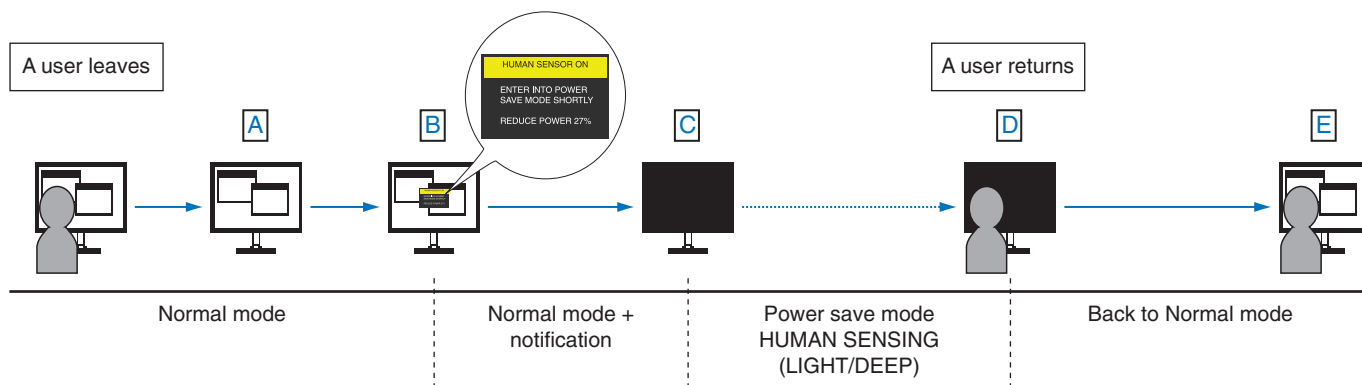 A user leaves
HUMAN SENSOR ON
ENTER INTO POWER
SAVE MODE SHORTLY
REDUCE POWER 27%
A user returns
A
B
C
D
E
Normal mode
Normal mode +
notification
Power save mode
HUMAN SENSING
(LIGHT/DEEP)
Back to Normal mode